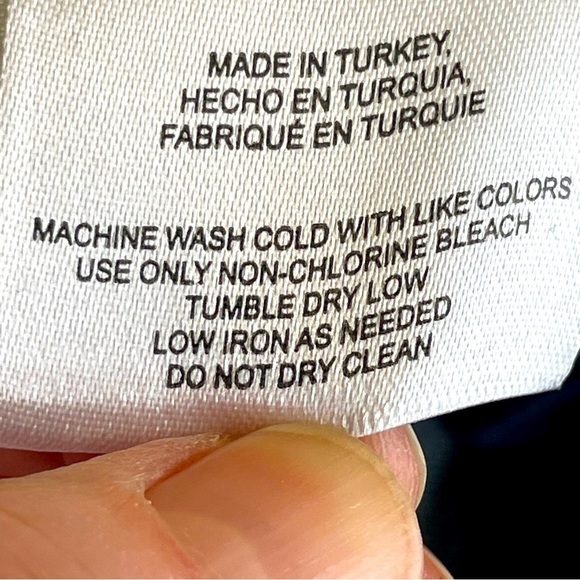 MADE IN TURKEY,
HECHO EN TURQUIA,
FABRIQUÉ EN TURQUIE
MACHINE WASH COLD WITH LIKE COLORS
USE ONLY NON-CHLORINE BLEACH
TUMBLE DRY LOW
LOW IRON AS NEEDED
DO NOT DRY CLEAN